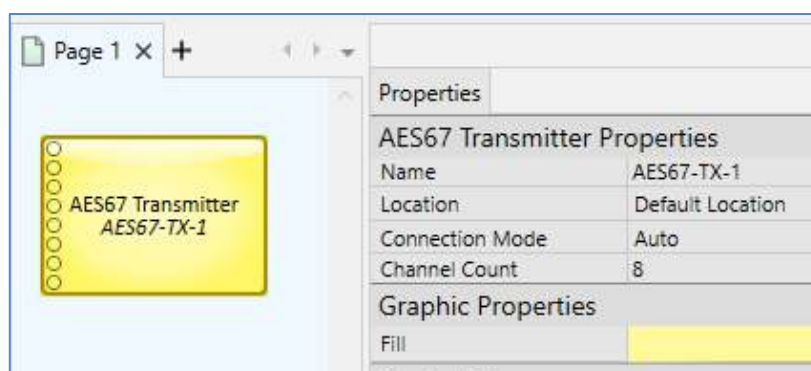 Page 1
Properties
AES67 Transmitter Properties
Name AES67-TX-1
Location Default Location
Connection Mode Auto
Channel Count 8
Graphic Properties
Fill
AES67 Transmitter
AES67-TX-1